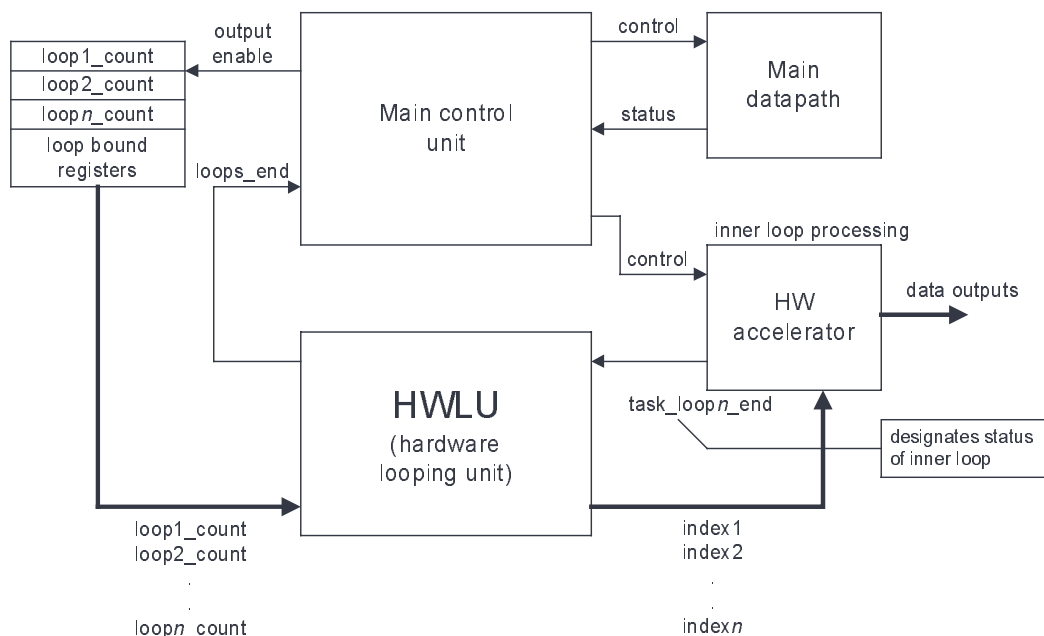 output
enable
control
loop1_count
loop2_count
loopn_count
loop bound
registers
Main control
unit
Main
datapath
status
loops_end
inner loop processing
control
HW
accelerator
data outputs
HWLU
(hardware
looping unit)
task_loopn_end
designates status
of inner loop
loop1_count
loop2_count
.
.
loopn_count
index1
index2
.
.
indexn